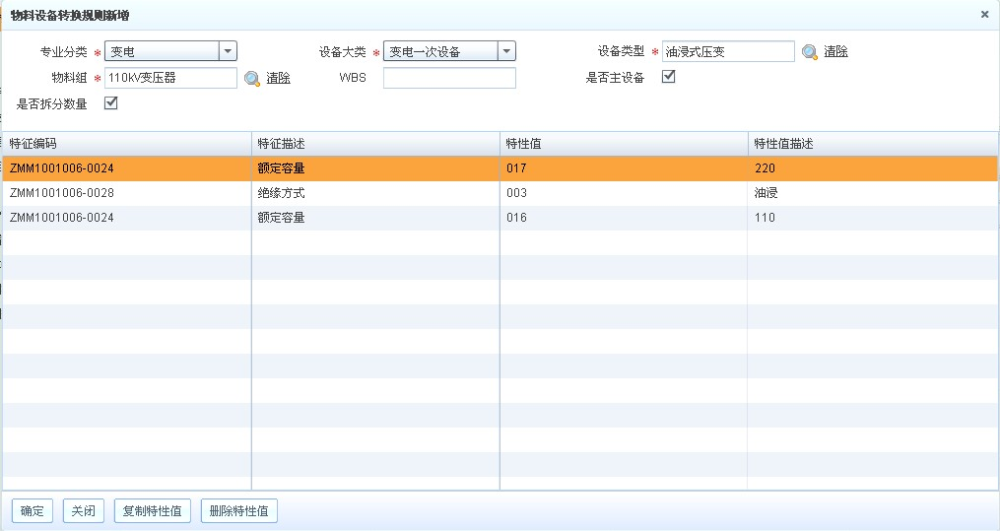 物料设备转换规则新增
专业分类 * 变电 设备大类 * 变电一次设备 设备类型 * 油浸式压变 清除
物料组 * 110kV变压器 清除 WBS 是否主设备
是否拆分数量
特征编码 特征描述 特性值 特性值描述
ZMM1001006-0024 额定容量 017 220
ZMM1001006-0028 绝缘方式 003 油浸
ZMM1001006-0024 额定容量 016 110
确定 关闭 复制特性值 删除特性值